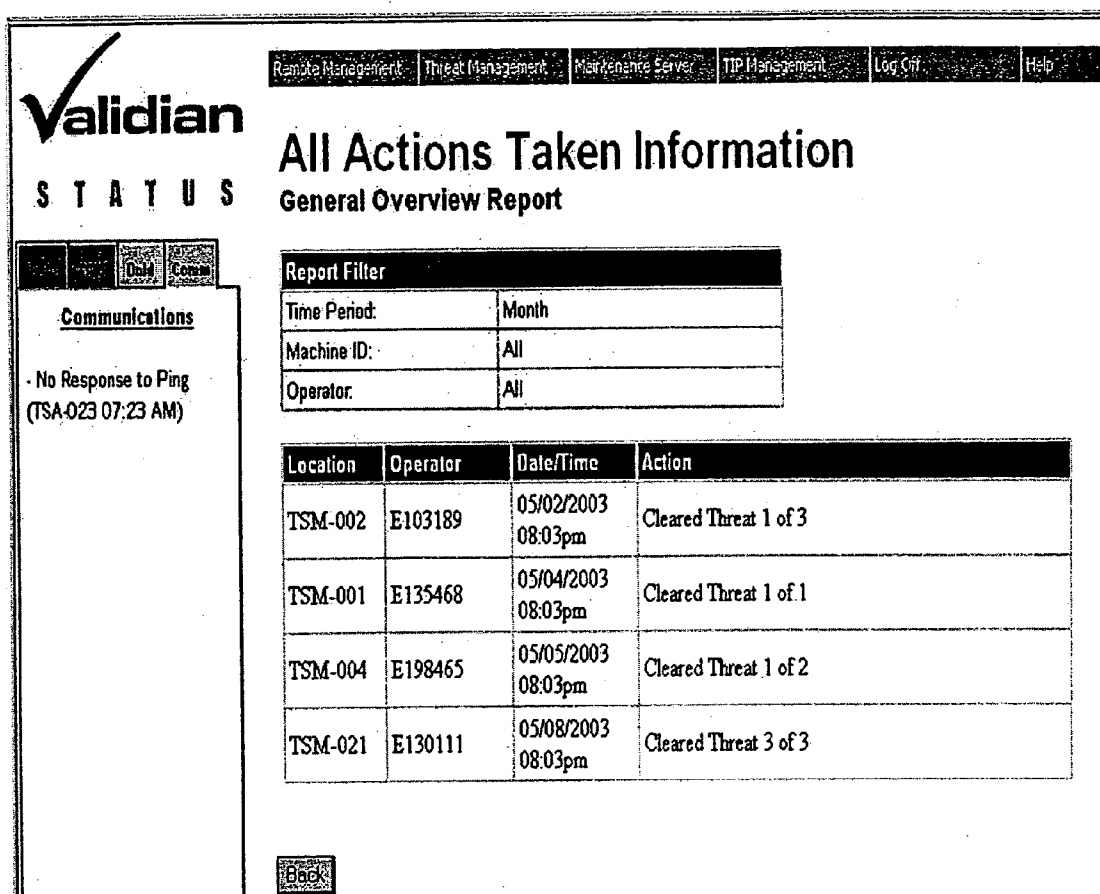 Validian
STATUS
Remote Management Threat Management Maintenance Server TIP Management Log Off Help
All Actions Taken Information
General Overview Report
Dnld Comm
Communications
- No Response to Ping
(TSA-023 07:23 AM)
Report Filter
Time Period: Month
Machine ID: All
Operator: All
Location Operator Date/Time Action
TSM-002 E103189 05/02/2003 08:03pm Cleared Threat 1 of 3
TSM-001 E135468 05/04/2003 08:03pm Cleared Threat 1 of 1
TSM-004 E198465 05/05/2003 08:03pm Cleared Threat 1 of 2
TSM-021 E130111 05/08/2003 08:03pm Cleared Threat 3 of 3
Back